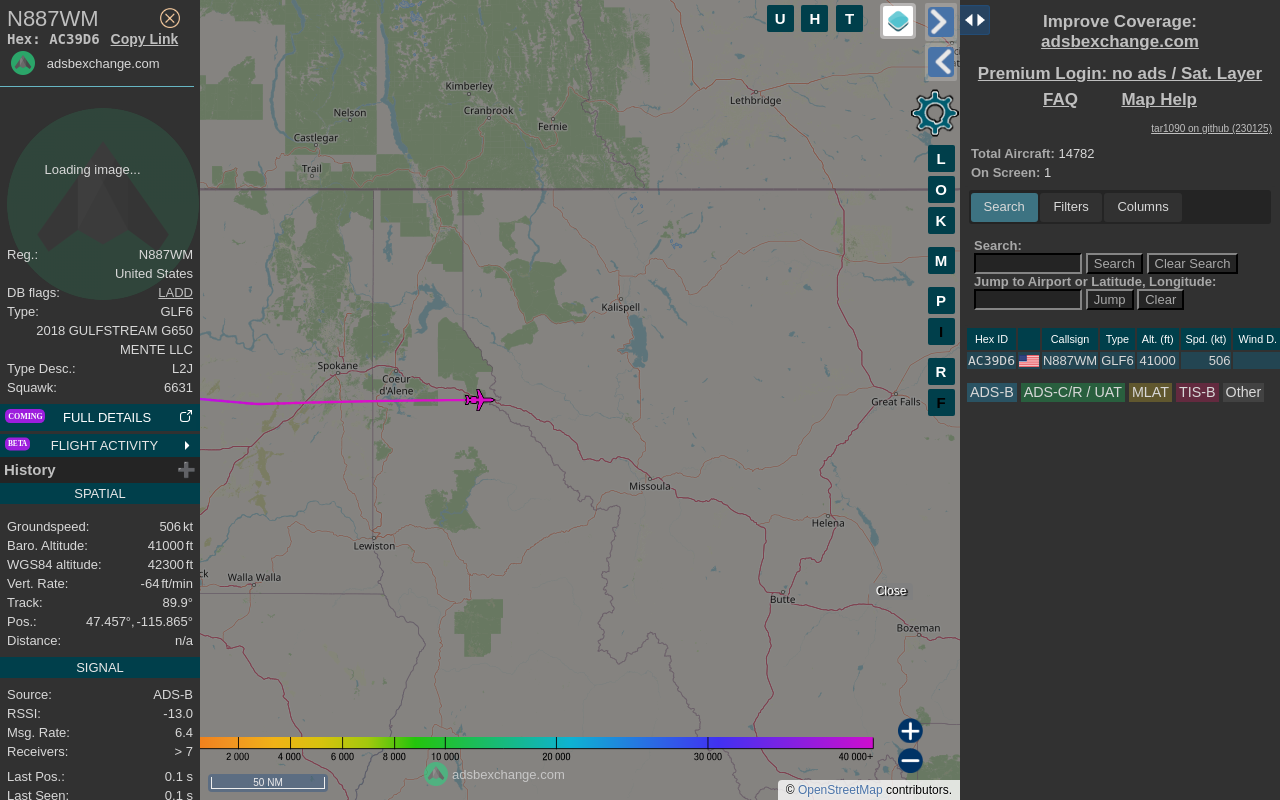 N887WM
Hex: AC39D6 Copy Link
adsbexchange.com
Loading image...
Reg.: N887WM
United States
DB flags: LADD
Type: GLF6
2018 GULFSTREAM G650
MENTE LLC
Type Desc.: L2J
Squawk: 6631
COMING FULL DETAILS
BETA FLIGHT ACTIVITY
History
SPATIAL
Groundspeed: 506 kt
Baro. Altitude: 41000 ft
WGS84 altitude: 42300 ft
Vert. Rate: -64 ft/min
Track: 89.9°
Pos.: 47.457°, -115.865°
Distance: n/a
SIGNAL
Source: ADS-B
RSSI: -13.0
Msg. Rate: 6.4
Receivers: > 7
Last Pos.: 0.1 s
Last Seen: 0.1 s
U H T
L
O
K
M
P
I
R
F
Kimberley
Nelson
Cranbrook
Lethbridge
Castlegar
Fernie
Trail
Kalispell
Spokane
Coeur
d'Alene
Great Falls
Missoula
Helena
Lewiston
Walla Walla
Close
Butte
Bozeman
2 000 4 000 6 000 8 000 10 000 20 000 30 000 40 000+
adsbexchange.com
50 NM
© OpenStreetMap contributors.
Improve Coverage:
adsbexchange.com
Premium Login: no ads / Sat. Layer
FAQ Map Help
tar1090 on github (230125)
Total Aircraft: 14782
On Screen: 1
Search Filters Columns
Search:
Search Clear Search
Jump to Airport or Latitude, Longitude:
Jump Clear
Hex ID Callsign Type Alt. (ft) Spd. (kt) Wind D.
AC39D6 N887WM GLF6 41000 506
ADS-B ADS-C/R / UAT MLAT TIS-B Other